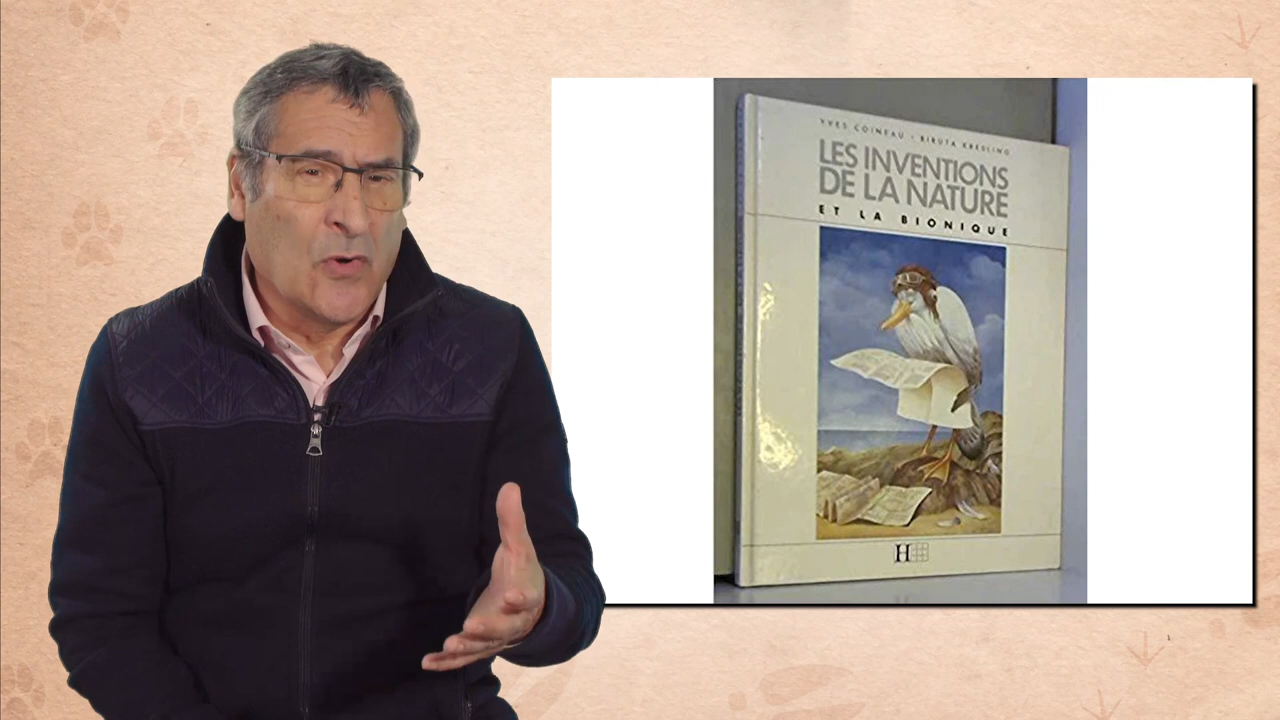 YVES COINEAU • BIRUTA KRESLING
LES INVENTIONS
DE LA NATURE
ET LA BIONIQUE
H